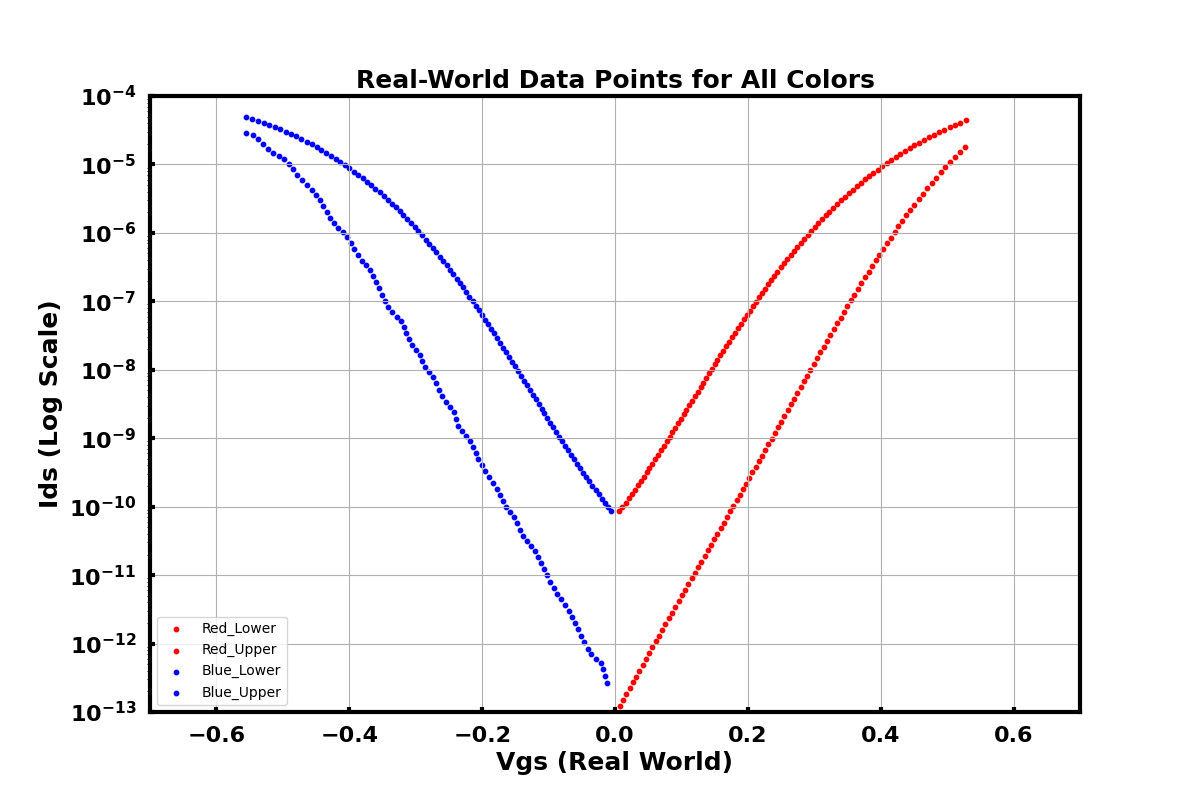 Real-World Data Points for All Colors
10⁻⁴
10⁻⁵
10⁻⁶
10⁻⁷
10⁻⁸
10⁻⁹
10⁻¹⁰
10⁻¹¹
10⁻¹²
10⁻¹³
Ids (Log Scale)
Red_Lower
Red_Upper
Blue_Lower
Blue_Upper
−0.6 −0.4 −0.2 0.0 0.2 0.4 0.6
Vgs (Real World)